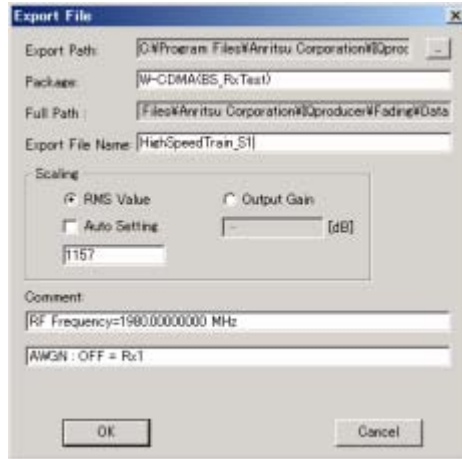 Export File
Export Path: C:¥Program Files¥Anritsu Corporation¥IQproc ...
Package: W-CDMA(BS_RxTest)
Full Path : Files¥Anritsu Corporation¥IQproducer¥Fading¥Data
Export File Name: HighSpeedTrain_S1
Scaling
RMS Value Output Gain
Auto Setting - [dB]
1157
Comment:
RF Frequency=1980.00000000 MHz
AWGN : OFF = Rx1
OK Cancel